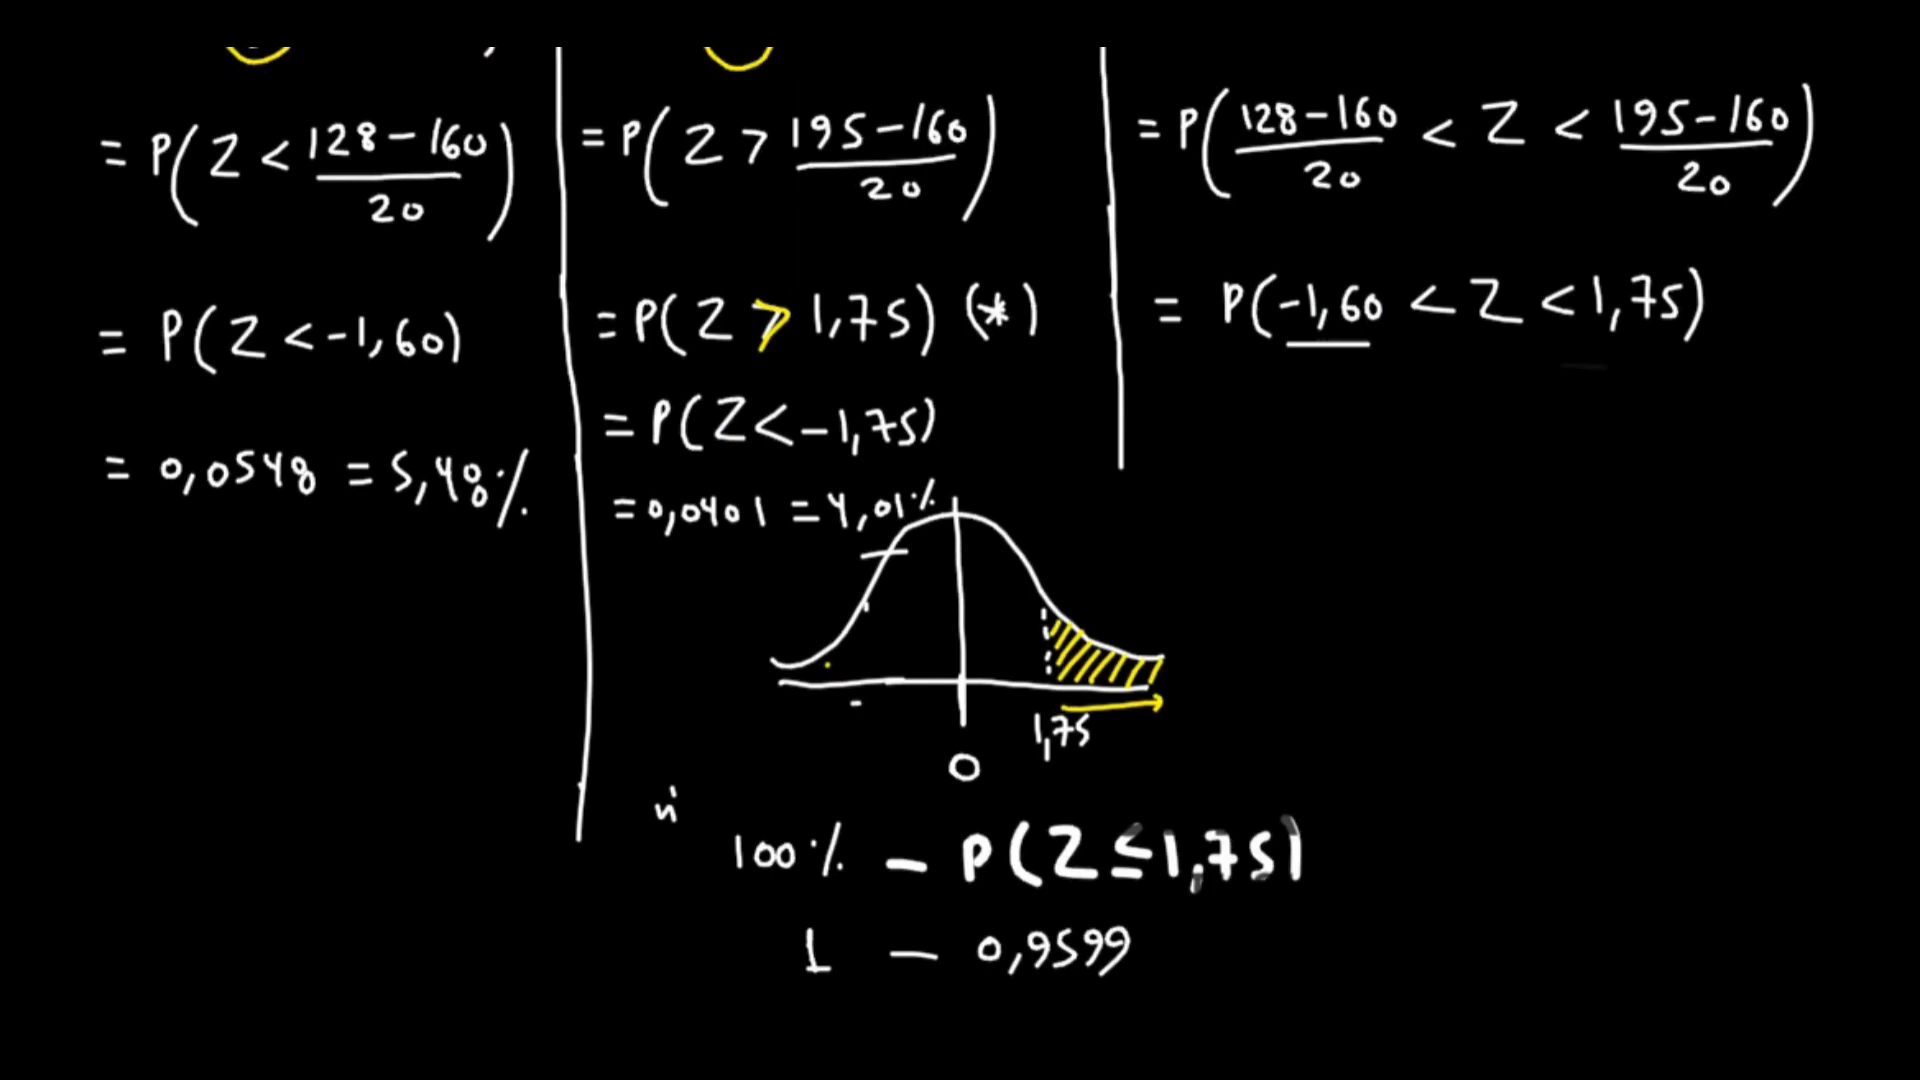 = P(Z < (128-160)/20)
= P(Z < -1,60)
= 0,0548 = 5,48%
= P(Z > (195-160)/20)
= P(Z > 1,75) (*)
= P(Z < -1,75)
= 0,0401 = 4,01%
1,75
0
100% - P(Z ≤ 1,75)
1 - 0,9599
= P((128-160)/20 < Z < (195-160)/20)
= P(-1,60 < Z < 1,75)